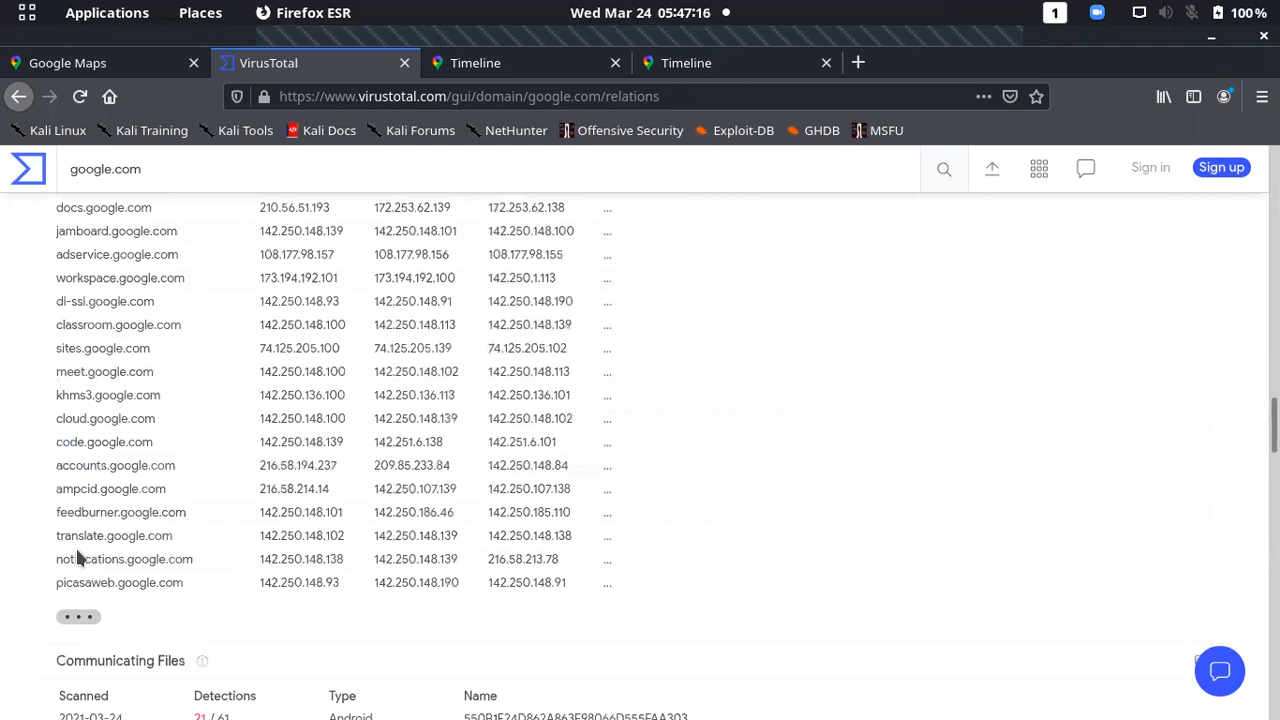 Applications Places Firefox ESR Wed Mar 24 05:47:16 1 100%
Google Maps VirusTotal Timeline Timeline
https://www.virustotal.com/gui/domain/google.com/relations
Kali Linux Kali Training Kali Tools Kali Docs Kali Forums NetHunter Offensive Security Exploit-DB GHDB MSFU
google.com Sign in Sign up
docs.google.com 210.56.51.193 172.253.62.139 172.253.62.138 ...
jamboard.google.com 142.250.148.139 142.250.148.101 142.250.148.100 ...
adservice.google.com 108.177.98.157 108.177.98.156 108.177.98.155 ...
workspace.google.com 173.194.192.101 173.194.192.100 142.250.1.113 ...
dl-ssl.google.com 142.250.148.93 142.250.148.91 142.250.148.190 ...
classroom.google.com 142.250.148.100 142.250.148.113 142.250.148.139 ...
sites.google.com 74.125.205.100 74.125.205.139 74.125.205.102 ...
meet.google.com 142.250.148.100 142.250.148.102 142.250.148.113 ...
khms3.google.com 142.250.136.100 142.250.136.113 142.250.136.101 ...
cloud.google.com 142.250.148.100 142.250.148.139 142.250.148.102 ...
code.google.com 142.250.148.139 142.251.6.138 142.251.6.101 ...
accounts.google.com 216.58.194.237 209.85.233.84 142.250.148.84 ...
ampcid.google.com 216.58.214.14 142.250.107.139 142.250.107.138 ...
feedburner.google.com 142.250.148.101 142.250.186.46 142.250.185.110 ...
translate.google.com 142.250.148.102 142.250.148.139 142.250.148.138 ...
notifications.google.com 142.250.148.138 142.250.148.139 216.58.213.78 ...
picasaweb.google.com 142.250.148.93 142.250.148.190 142.250.148.91 ...
Communicating Files
Scanned Detections Type Name
2021-03-24 21 / 61 Android